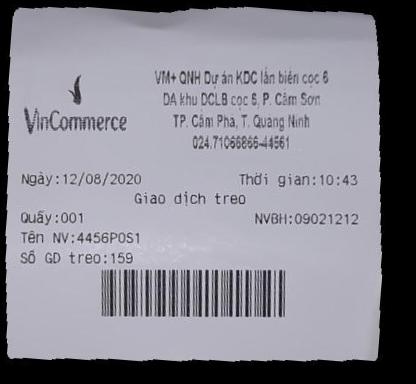 VinCommerce
VM+ QNH Dự án KDC lấn biển cọc 6
DA khu DCLB cọc 6, P. Cẩm Sơn
TP. Cẩm Phả, T. Quảng Ninh
024.71066866-44561
Ngày:12/08/2020 Thời gian:10:43
Giao dịch treo
Quầy:001 NVBH:09021212
Tên NV:4456POS1
Số GD treo:159